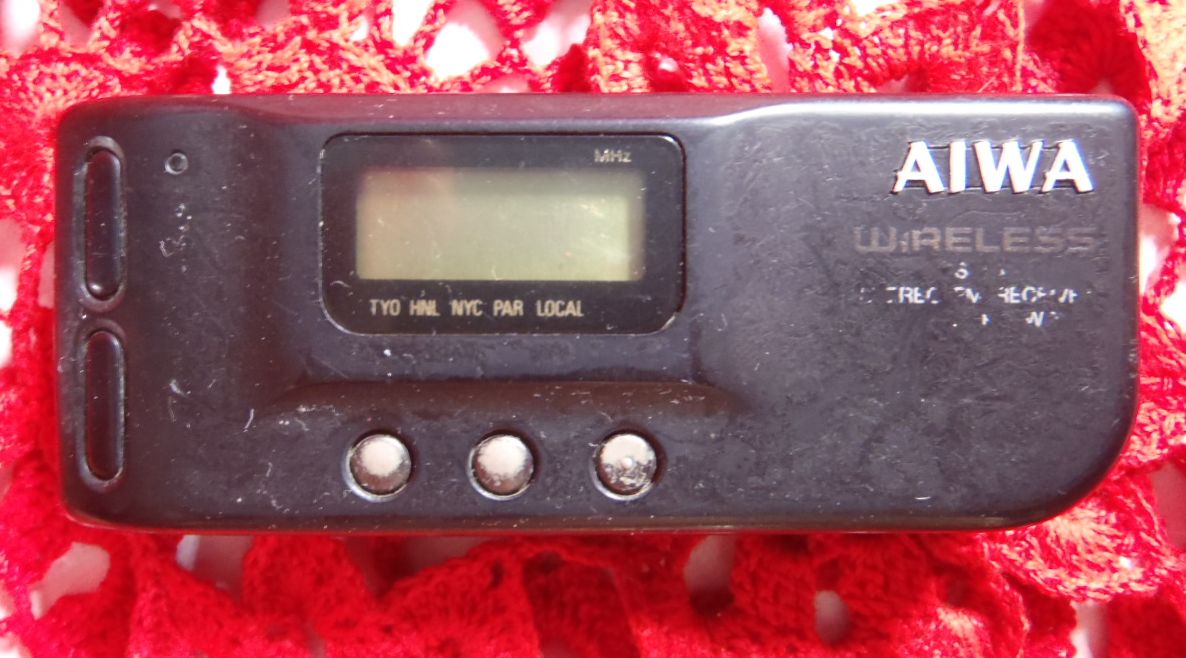 MHz
TYO HNL NYC PAR LOCAL
AIWA
WiRELESS